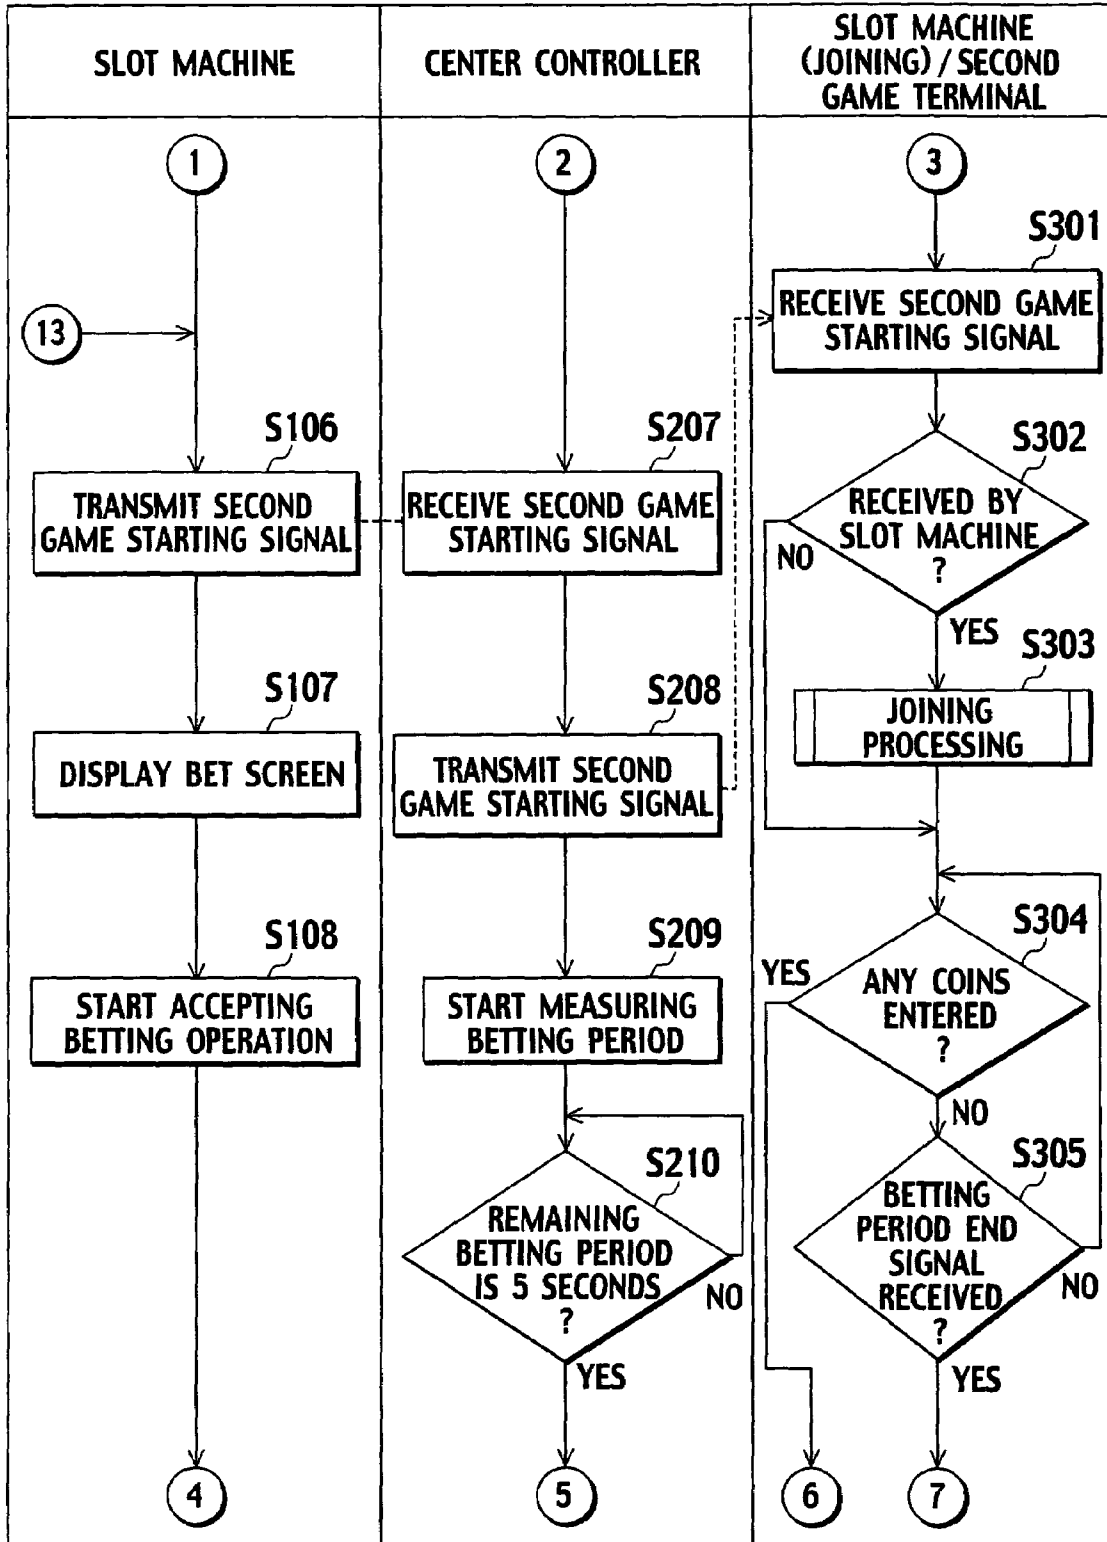 SLOT MACHINE
CENTER CONTROLLER
SLOT MACHINE
(JOINING) / SECOND
GAME TERMINAL
1
2
3
13
S106
TRANSMIT SECOND
GAME STARTING SIGNAL
S107
DISPLAY BET SCREEN
S108
START ACCEPTING
BETTING OPERATION
4
S207
RECEIVE SECOND GAME
STARTING SIGNAL
S208
TRANSMIT SECOND
GAME STARTING SIGNAL
S209
START MEASURING
BETTING PERIOD
S210
REMAINING
BETTING PERIOD
IS 5 SECONDS
?
NO
YES
5
S301
RECEIVE SECOND GAME
STARTING SIGNAL
S302
RECEIVED BY
SLOT MACHINE
?
NO
YES
S303
JOINING
PROCESSING
S304
YES
ANY COINS
ENTERED
?
NO
S305
BETTING
PERIOD END
SIGNAL
RECEIVED
?
NO
YES
6
7